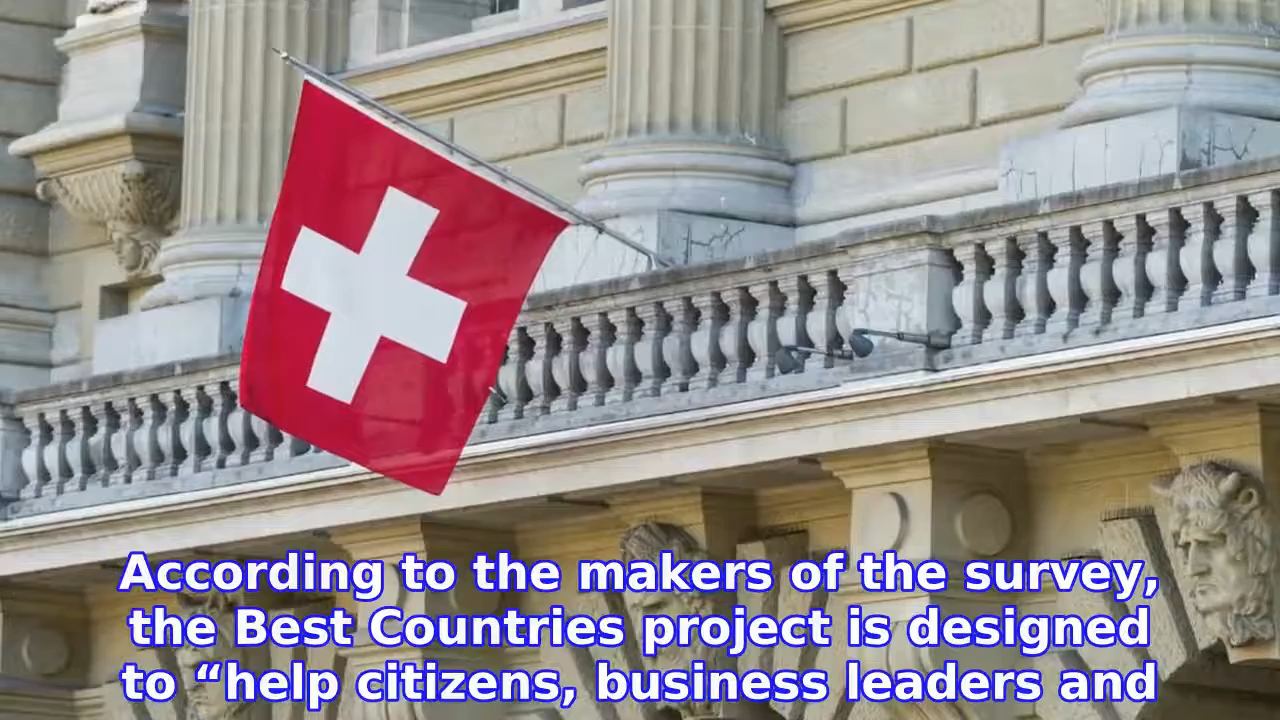 According to the makers of the survey,
the Best Countries project is designed
to “help citizens, business leaders and